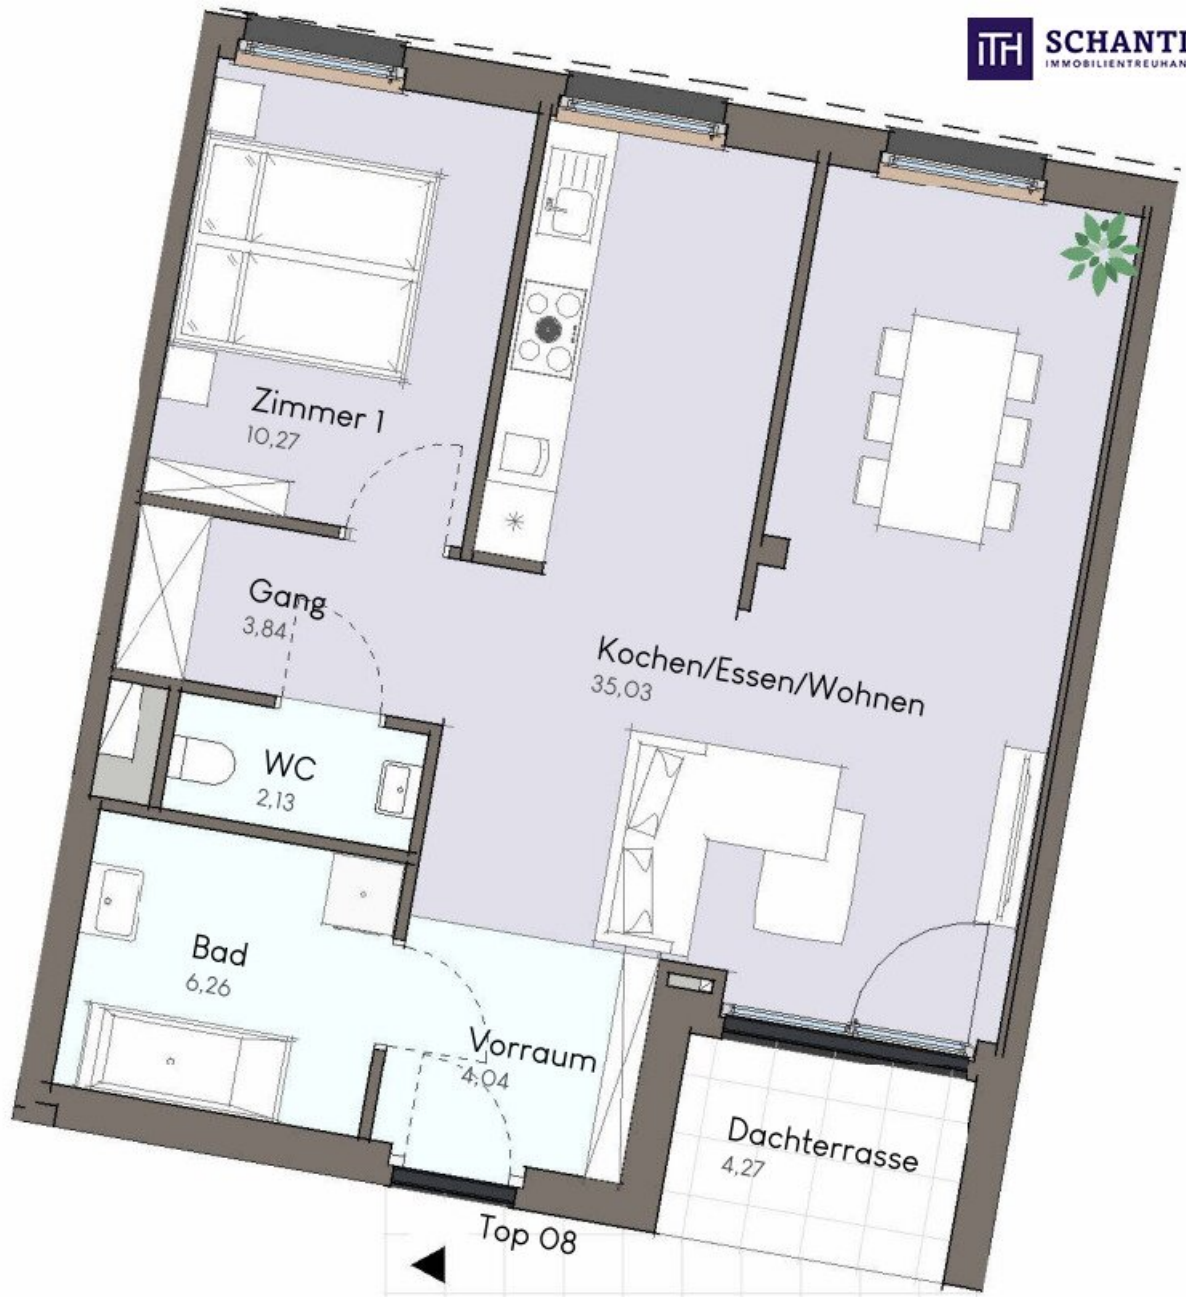 ITH
SCHANTL
IMMOBILIENTREUHAN
Zimmer 1
10,27
Gang
3,84
Kochen/Essen/Wohnen
35,03
WC
2,13
Bad
6,26
Vorraum
4,04
Dachterrasse
4,27
Top 08